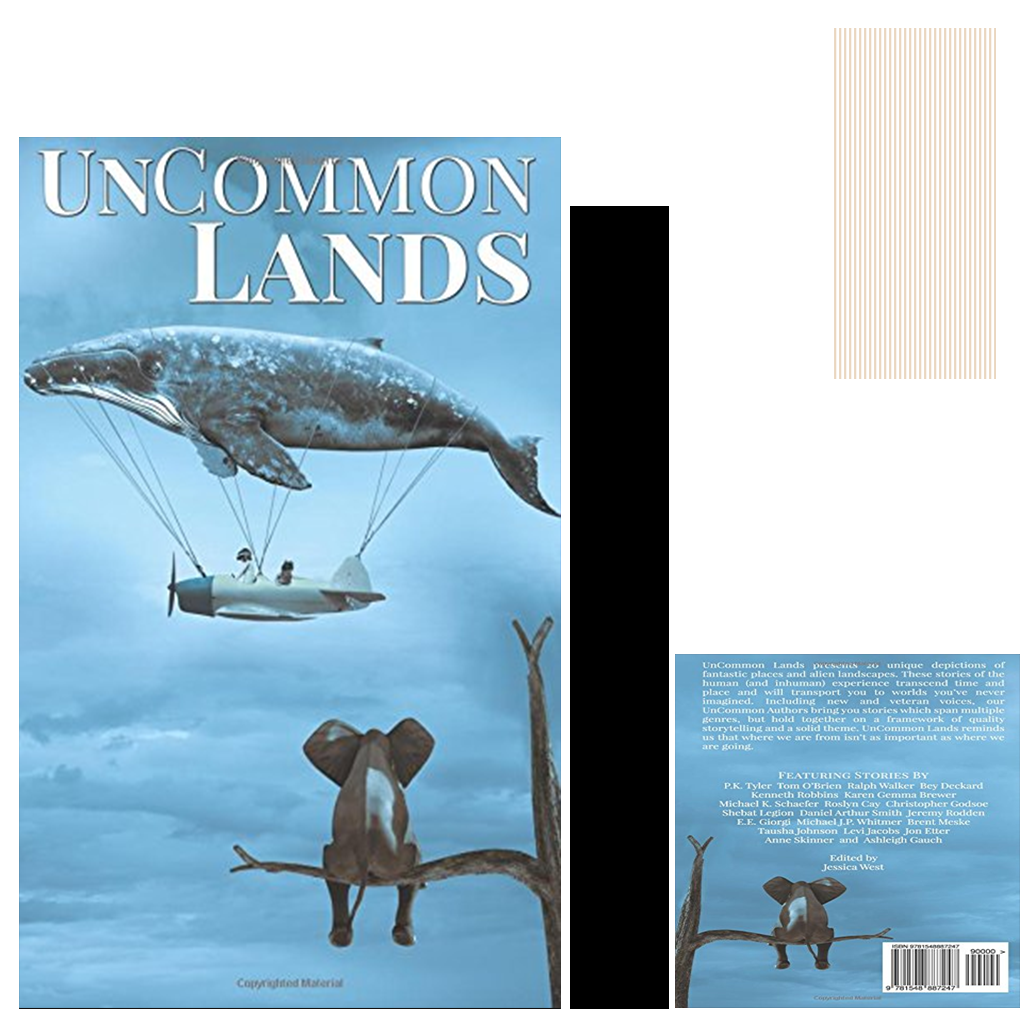 UNCOMMON
LANDS
Copyrighted Material
UnCommon Lands presents 20 unique depictions of
fantastic places and alien landscapes. These stories of the
human (and inhuman) experience transcend time and
place and will transport you to worlds you've never
imagined. Including new and veteran voices, our
UnCommon Authors bring you stories which span multiple
genres, but hold together on a framework of quality
storytelling and a solid theme. UnCommon Lands reminds
us that where we are from isn't as important as where we
are going.
FEATURING STORIES BY
P.K. Tyler Tom O'Brien Ralph Walker Bey Deckard
Kenneth Robbins Karen Gemma Brewer
Michael K. Schaefer Roslyn Cay Christopher Godsoe
Shebat Legion Daniel Arthur Smith Jeremy Rodden
E.E. Giorgi Michael J.P. Whitmer Brent Meske
Tausha Johnson Levi Jacobs Jon Etter
Anne Skinner and Ashleigh Gauch
Edited by
Jessica West
ISBN 9781548887247
90000 >
9 781548 887247
Copyrighted Material